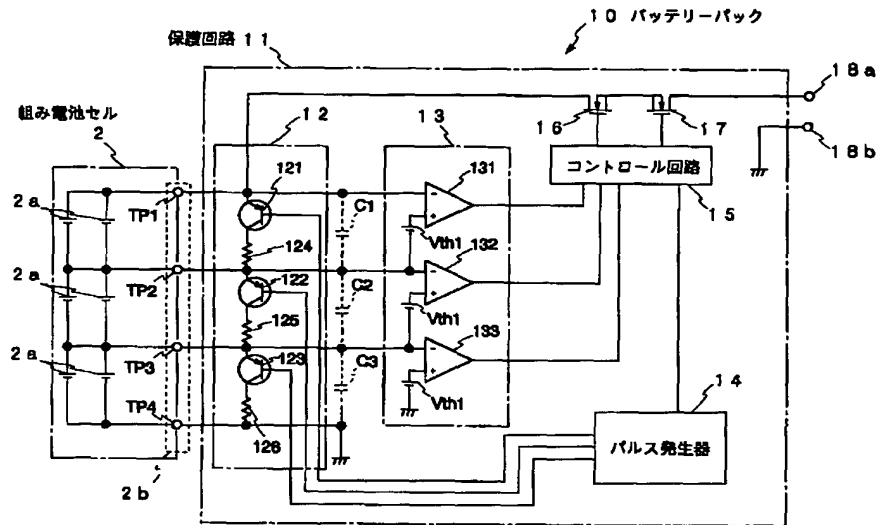 10 バッテリーパック
保護回路 11
18a
組み電池セル
2
12
13
16
17
18b
コントロール回路
15
2a
TP1
121
C1
131
Vth1
124
132
2a
TP2
122
C2
Vth1
125
133
2a
TP3
123
C3
Vth1
14
TP4
126
パルス発生器
2b